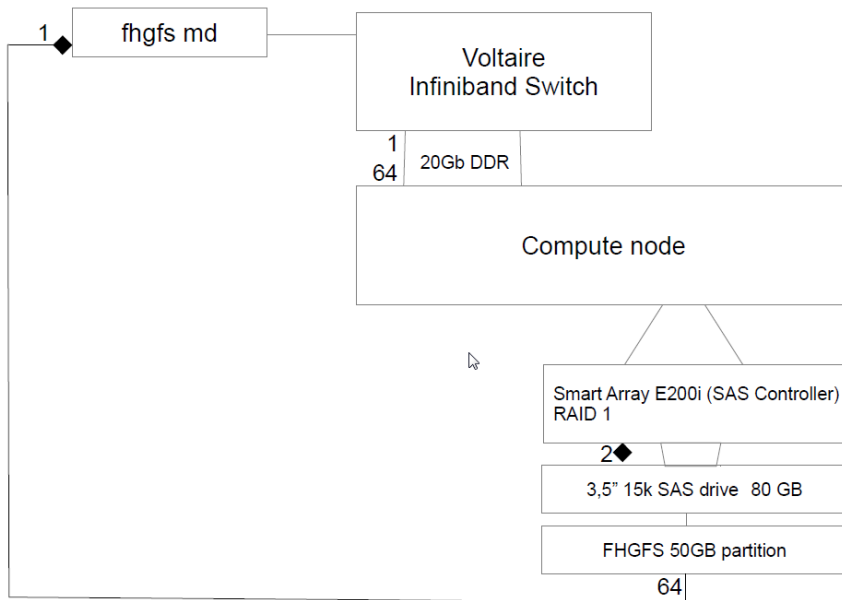 1
fhgfs md
Voltaire
Infiniband Switch
1
64
20Gb DDR
Compute node
Smart Array E200i (SAS Controller)
RAID 1
2
3,5" 15k SAS drive 80 GB
FHGFS 50GB partition
64